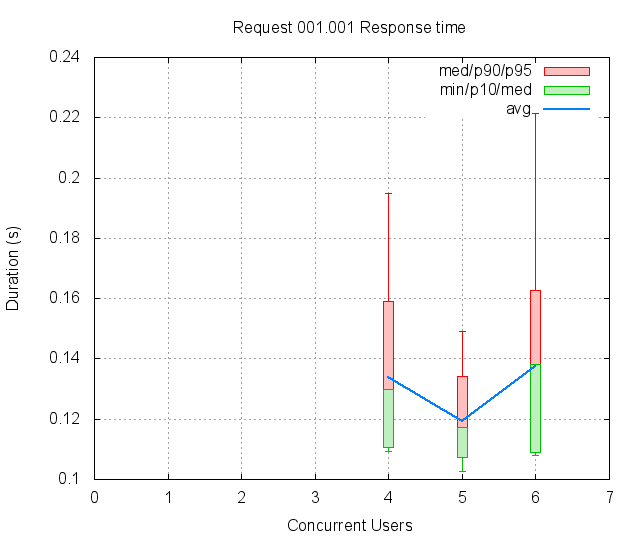 Request 001.001 Response time
med/p90/p95
min/p10/med
avg
0.24
0.22
0.2
0.18
0.16
0.14
0.12
0.1
Duration (s)
0 1 2 3 4 5 6 7
Concurrent Users